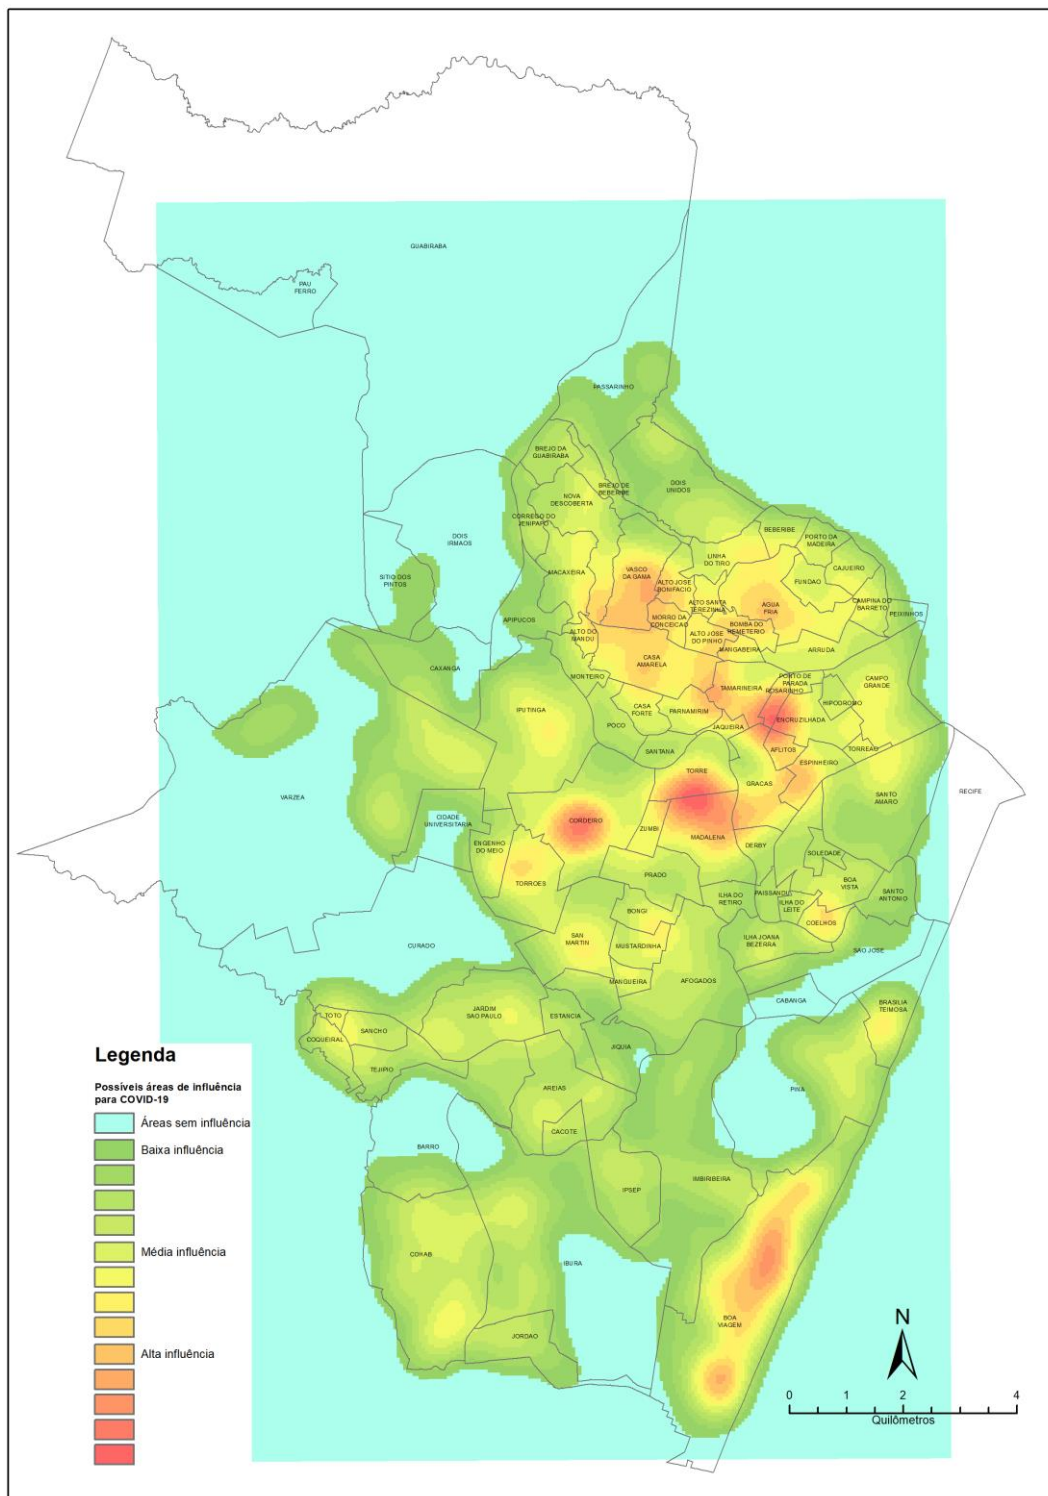 GUABIRABA
PAU
FERRO
PASSARINHO
BREJO DA
GUABIRABA
BREJO DE
BEBERIBE
DOIS
UNIDOS
NOVA
DESCOBERTA
CORREGO DO
JENIPAPO
DOIS
IRMAOS
BEBERIBE
PORTO DA
MADEIRA
LINHA
DO TIRO
CAJUEIRO
FUNDAO
SITIO DOS
PINTOS
MACAXEIRA
VASCO
DA GAMA
ALTO JOSE
BONIFACIO
ALTO SANTA
TEREZINHA
AGUA
FRIA
CAMPINA DO
BARRETO
PEIXINHOS
APIPUCOS
MORRO DA
CONCEICAO
BOMBA DO
HEMETERIO
ALTO DO
MANDU
ALTO JOSE
DO PINHO
MANGABEIRA
ARRUDA
CASA
AMARELA
CAXANGA
MONTEIRO
TAMARINEIRA
PONTO DE
PARADA
ROSARINHO
CAMPO
GRANDE
HIPODROMO
IPUTINGA
CASA
FORTE
PARNAMIRIM
POCO
JAQUEIRA
ENCRUZILHADA
SANTANA
AFLITOS
TORREAO
ESPINHEIRO
TORRE
GRACAS
VARZEA
SANTO
AMARO
RECIFE
CIDADE
UNIVERSITARIA
CORDEIRO
ZUMBI
MADALENA
DERBY
ENGENHO
DO MEIO
SOLEDADE
TORROES
PRADO
BOA
VISTA
ILHA DO
RETIRO
PAISSANDU
ILHA DO
LEITE
SANTO
ANTONIO
BONGI
COELHOS
SAN
MARTIN
MUSTARDINHA
ILHA JOANA
BEZERRA
SAO JOSE
CURADO
MANGUEIRA
AFOGADOS
CABANGA
BRASILIA
TEIMOSA
JARDIM
SAO PAULO
ESTANCIA
TOTO
SANCHO
COQUEIRAL
JIQUIA
TEJIPIO
AREIAS
PINA
CACOTE
BARRO
IPSEP
IMBIRIBEIRA
COHAB
IBURA
BOA
VIAGEM
JORDAO
Legenda
Possíveis áreas de influência
para COVID-19
Áreas sem influência
Baixa influência
Média influência
Alta influência
N
0 1 2 4
Quilômetros